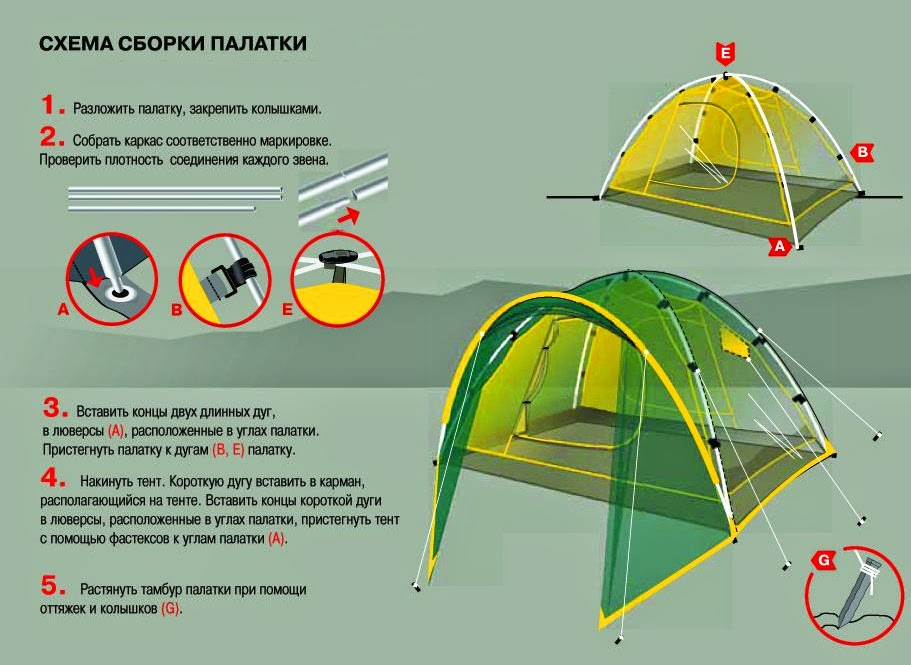 СХЕМА СБОРКИ ПАЛАТКИ
1. Разложить палатку, закрепить колышками.
2. Собрать каркас соответственно маркировке.
Проверить плотность соединения каждого звена.
A
B
E
E
B
A
3. Вставить концы двух длинных дуг,
в люверсы (A), расположенные в углах палатки.
Пристегнуть палатку к дугам (B, E) палатку.
4. Накинуть тент. Короткую дугу вставить в карман,
располагающийся на тенте. Вставить концы короткой дуги
в люверсы, расположенные в углах палатки, пристегнуть тент
с помощью фастексов к углам палатки (A).
5. Растянуть тамбур палатки при помощи
оттяжек и колышков (G).
G